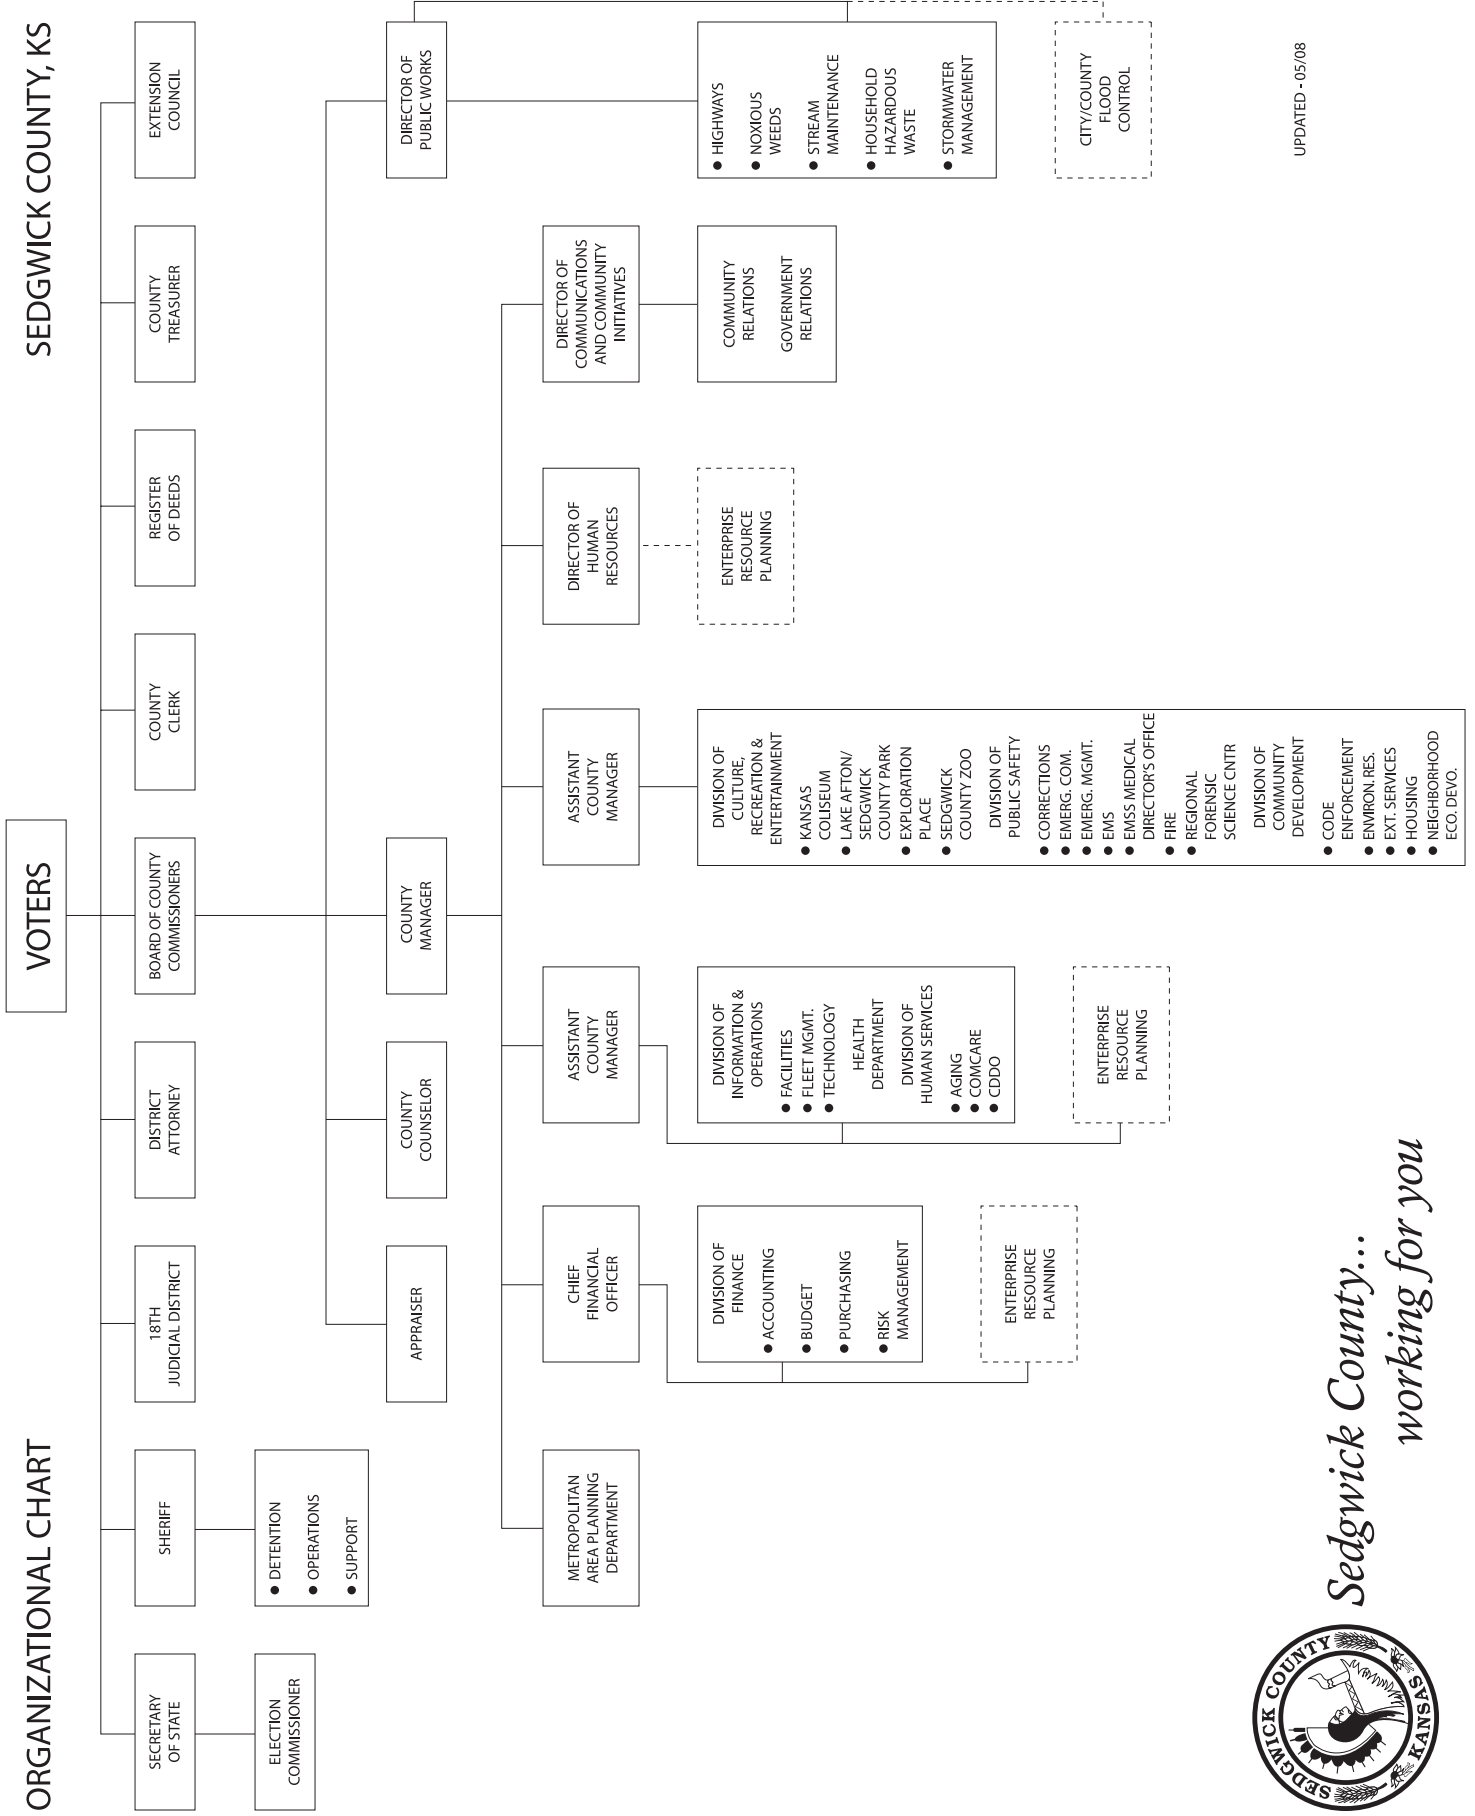 ORGANIZATIONAL CHART
SEDGWICK COUNTY, KS
VOTERS
SECRETARY
OF STATE
SHERIFF
18TH
JUDICIAL DISTRICT
DISTRICT
ATTORNEY
BOARD OF COUNTY
COMMISSIONERS
COUNTY
CLERK
REGISTER
OF DEEDS
COUNTY
TREASURER
EXTENSION
COUNCIL
ELECTION
COMMISSIONER
● DETENTION
● OPERATIONS
● SUPPORT
APPRAISER
COUNTY
COUNSELOR
COUNTY
MANAGER
DIRECTOR OF
PUBLIC WORKS
METROPOLITAN
AREA PLANNING
DEPARTMENT
CHIEF
FINANCIAL
OFFICER
ASSISTANT
COUNTY
MANAGER
ASSISTANT
COUNTY
MANAGER
DIRECTOR OF
HUMAN
RESOURCES
DIRECTOR OF
COMMUNICATIONS
AND COMMUNITY
INITIATIVES
DIVISION OF
FINANCE
● ACCOUNTING
● BUDGET
● PURCHASING
● RISK
MANAGEMENT
ENTERPRISE
RESOURCE
PLANNING
DIVISION OF
INFORMATION &
OPERATIONS
● FACILITIES
● FLEET MGMT.
● TECHNOLOGY
HEALTH
DEPARTMENT
DIVISION OF
HUMAN SERVICES
● AGING
● COMCARE
● CDDO
ENTERPRISE
RESOURCE
PLANNING
DIVISION OF
CULTURE,
RECREATION &
ENTERTAINMENT
● KANSAS
COLISEUM
● LAKE AFTON/
SEDGWICK
COUNTY PARK
● EXPLORATION
PLACE
● SEDGWICK
COUNTY ZOO
DIVISION OF
PUBLIC SAFETY
● CORRECTIONS
● EMERG. COM.
● EMERG. MGMT.
● EMS
● EMSS MEDICAL
DIRECTOR'S OFFICE
● FIRE
● REGIONAL
FORENSIC
SCIENCE CNTR
DIVISION OF
COMMUNITY
DEVELOPMENT
● CODE
ENFORCEMENT
● ENVIRON. RES.
● EXT. SERVICES
● HOUSING
● NEIGHBORHOOD
ECO. DEVO.
ENTERPRISE
RESOURCE
PLANNING
COMMUNITY
RELATIONS
GOVERNMENT
RELATIONS
● HIGHWAYS
● NOXIOUS
WEEDS
● STREAM
MAINTENANCE
● HOUSEHOLD
HAZARDOUS
WASTE
● STORMWATER
MANAGEMENT
CITY/COUNTY
FLOOD
CONTROL
SEDGWICK COUNTY
KANSAS
Sedgwick County...
working for you
UPDATED - 05/08